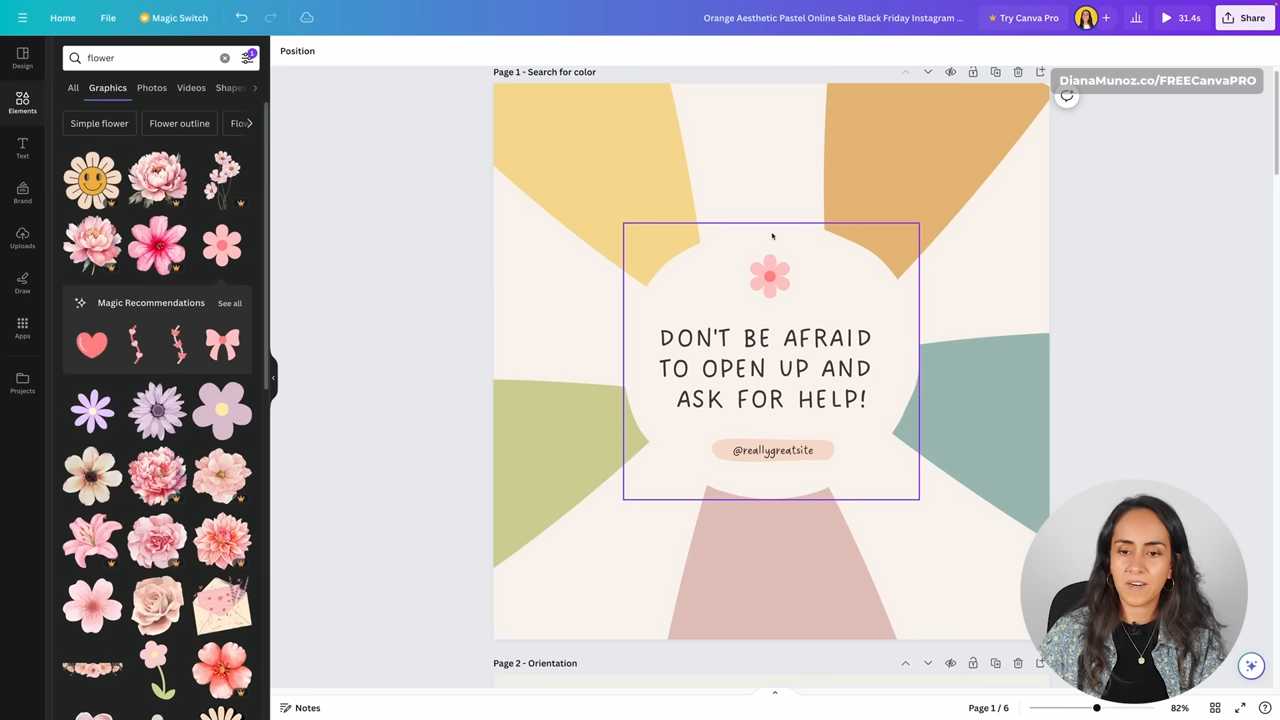 Home
File
Magic Switch
Orange Aesthetic Pastel Online Sale Black Friday Instagram ...
Try Canva Pro
31.4s
Share
Design
Elements
Text
Brand
Uploads
Draw
Apps
Projects
flower
1
All
Graphics
Photos
Videos
Simple flower
Flower outline
Magic Recommendations
See all
Position
Page 1 - Search for color
DianaMunoz.co/FREECanvaPRO
DON'T BE AFRAID
TO OPEN UP AND
ASK FOR HELP!
@reallygreatsite
Page 2 - Orientation
Notes
Page 1 / 6
82%